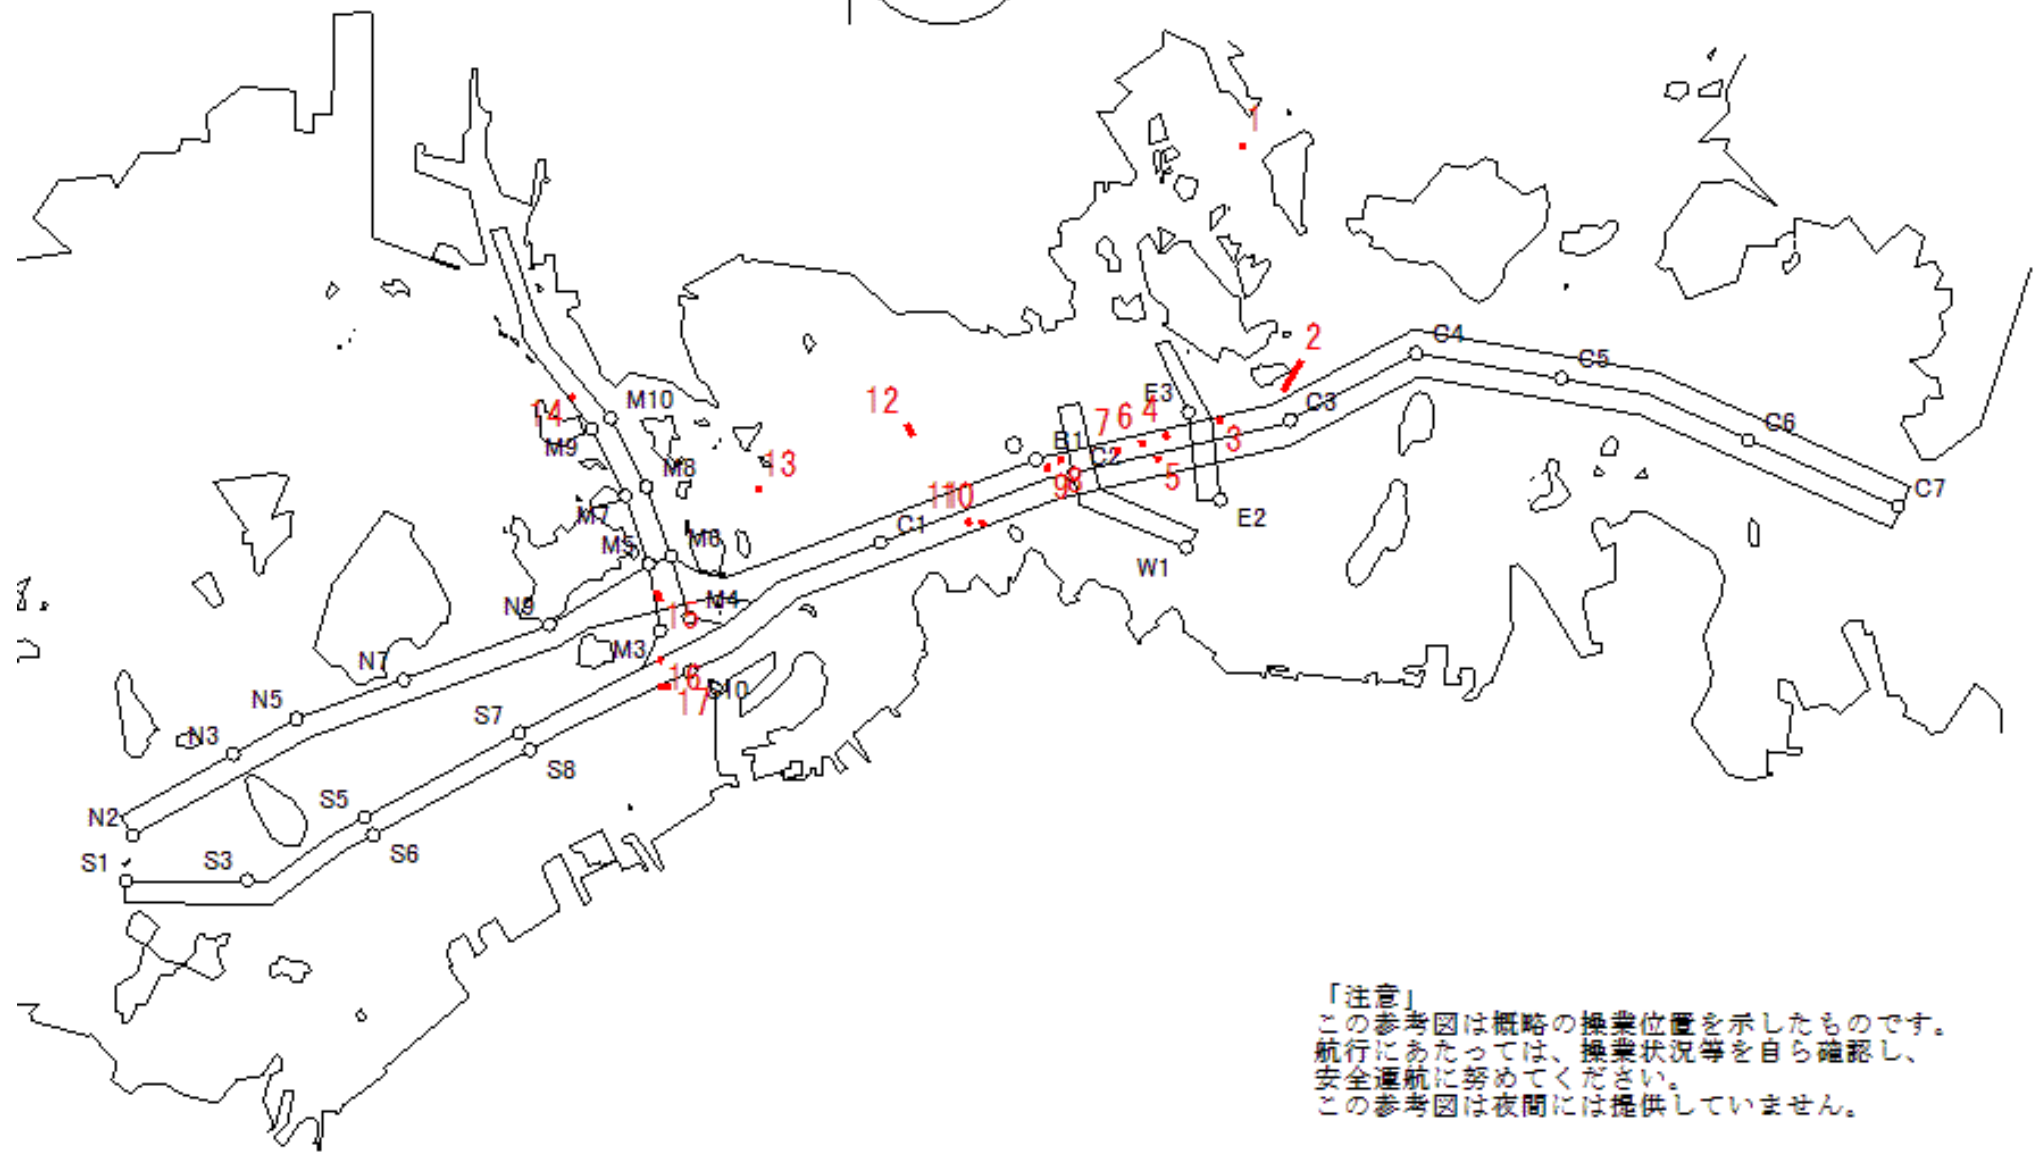 1
2
C4
C5
M10
14
12
E3
C3
7 6 4
3
C6
M9
B1
C2
M8
13
5
9 8
C7
M7
1110
E2
C1
M5
M6
W1
N9
M4
15
M3
N7
16
17
S10
N5
S7
N3
S8
S5
N2
S6
S1
S3
「注意」
この参考図は概略の操業位置を示したものです。
航行にあたっては、操業状況等を自ら確認し、
安全運航に努めてください。
この参考図は夜間には提供していません。